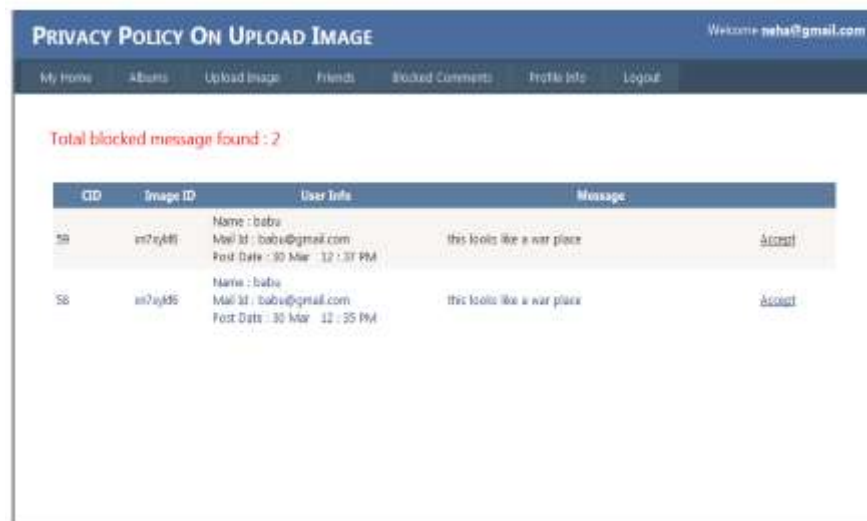 PRIVACY POLICY ON UPLOAD IMAGE
Welcome neha@gmail.com
My Home Albums Upload Image Friends Blocked Comments Profile Info Logout
Total blocked message found : 2
CID Image ID User Info Message
Name : babu
59 Mail Id : babu@gmail.com this looks like a war place Accept
Post Date : 30 Mar 12 : 37 PM
Name : babu
58 Mail Id : babu@gmail.com this looks like a war place Accept
Post Date : 30 Mar 12 : 35 PM